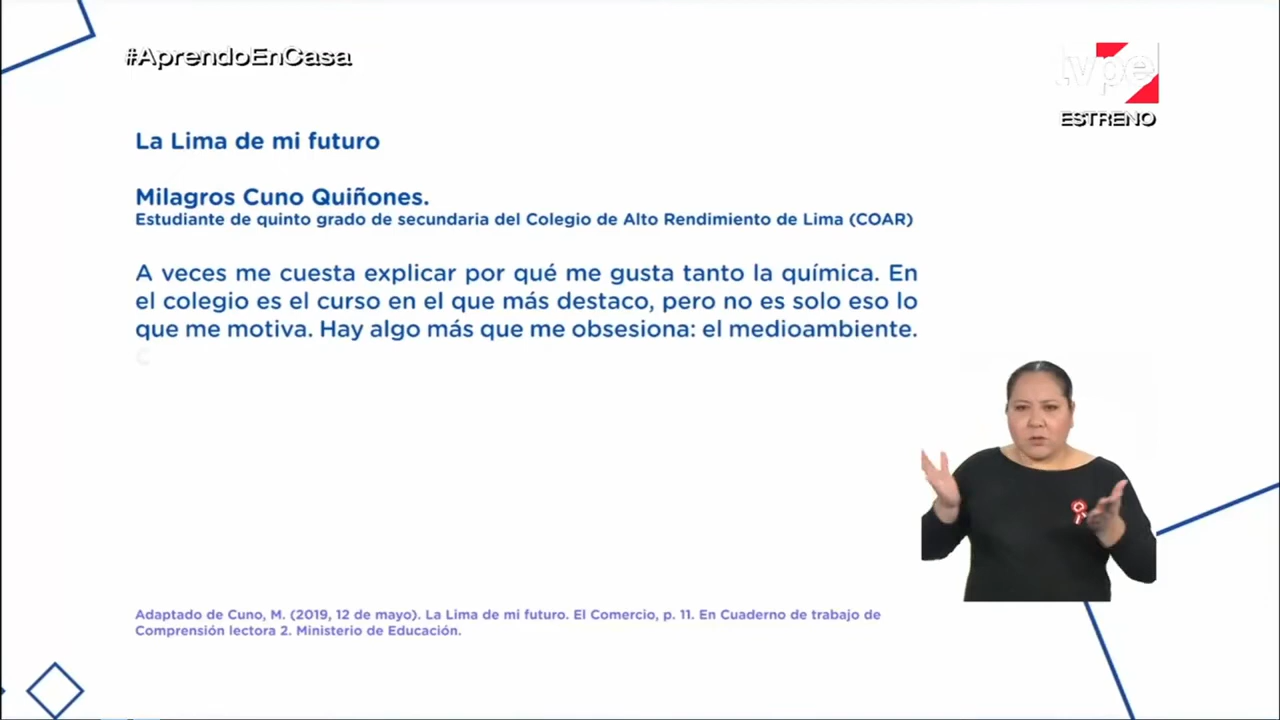 #AprendoEnCasa
tvpe
ESTRENO
La Lima de mi futuro
Milagros Cuno Quiñones.
Estudiante de quinto grado de secundaria del Colegio de Alto Rendimiento de Lima (COAR)
A veces me cuesta explicar por qué me gusta tanto la química. En
el colegio es el curso en el que más destaco, pero no es solo eso lo
que me motiva. Hay algo más que me obsesiona: el medioambiente.
C
Adaptado de Cuno, M. (2019, 12 de mayo). La Lima de mi futuro. El Comercio, p. 11. En Cuaderno de trabajo de
Comprensión lectora 2. Ministerio de Educación.